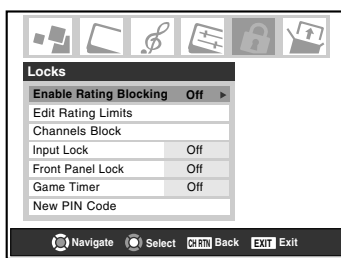 Locks
Enable Rating Blocking Off
Edit Rating Limits
Channels Block
Input Lock Off
Front Panel Lock Off
Game Timer Off
New PIN Code
Navigate Select CH RTN Back EXIT Exit